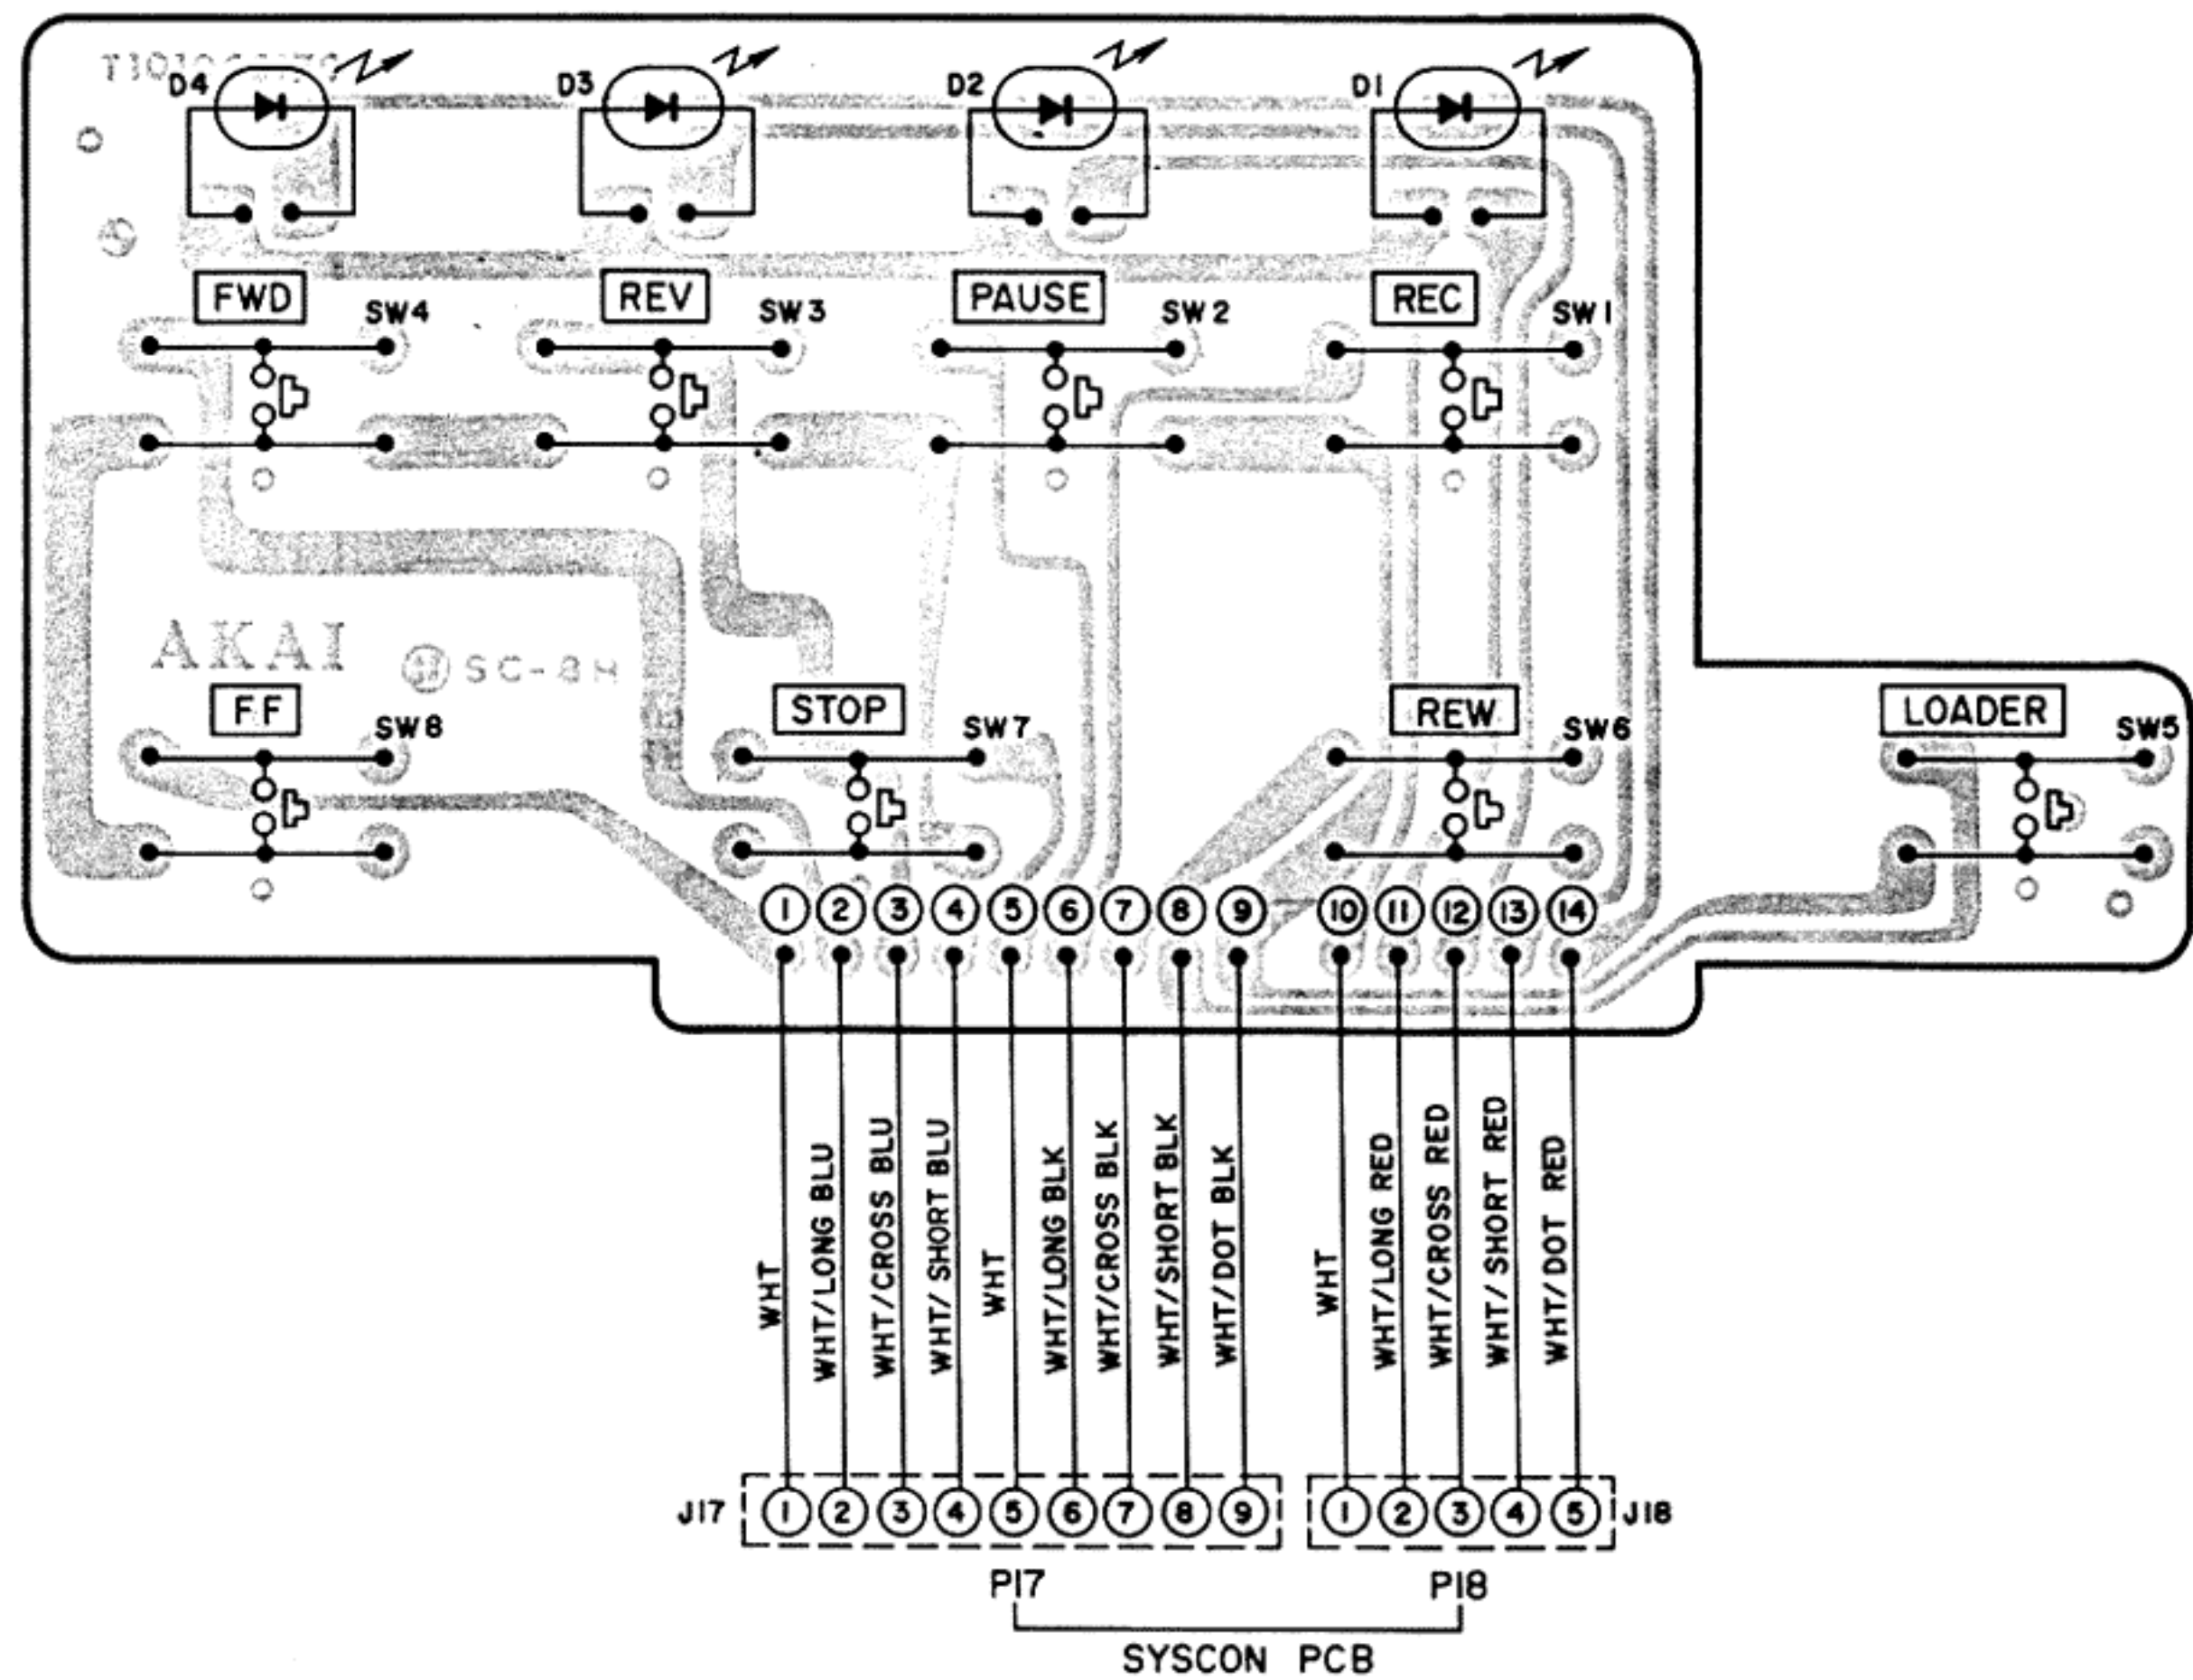 D4 D3 D2 D1
FWD SW4 REV SW3 PAUSE SW2 REC SW1
AKAI SC-8H
FF SW8 STOP SW7 REW SW6 LOADER SW5
1 2 3 4 5 6 7 8 9 10 11 12 13 14
WHT
WHT/LONG BLU
WHT/CROSS BLU
WHT/SHORT BLU
WHT
WHT/LONG BLK
WHT/CROSS BLK
WHT/SHORT BLK
WHT/DOT BLK
WHT
WHT/LONG RED
WHT/CROSS RED
WHT/SHORT RED
WHT/DOT RED
J17 1 2 3 4 5 6 7 8 9 1 2 3 4 5 J18
P17 P18
SYSCON PCB